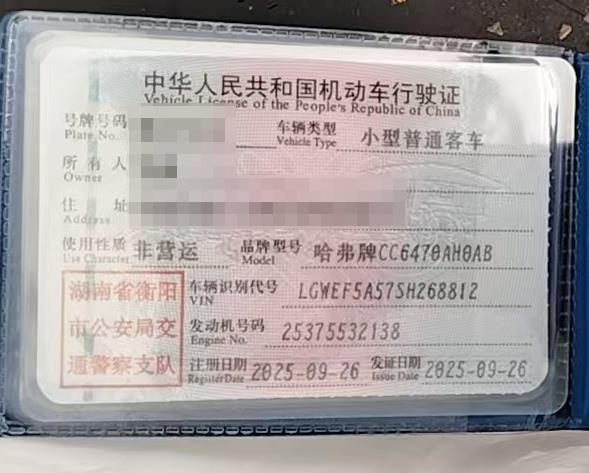 中华人民共和国机动车行驶证
Vehicle License of the People's Republic of China
号牌号码 车辆类型 小型普通客车
Plate No. Vehicle Type
所有人
Owner
住址
Address
使用性质 非营运 品牌型号 哈弗牌CC6470AH0AB
Use Character Model
湖南省衡阳
市公安局交
通警察支队
车辆识别代号 LGWEF5A57SH268812
VIN
发动机号码 25375532138
Engine No.
注册日期 2025-09-26 发证日期 2025-09-26
Register Date Issue Date